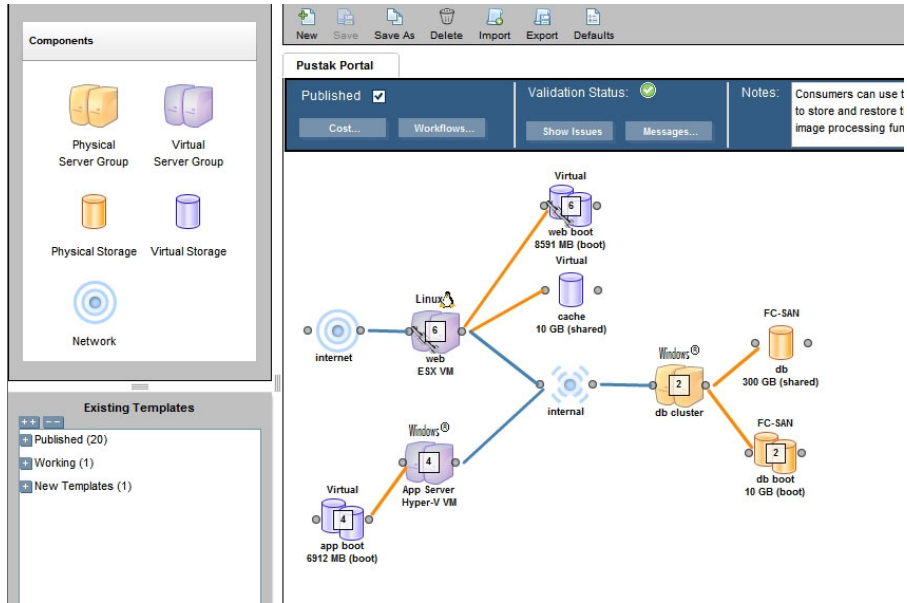 New Save Save As Delete Import Export Defaults
Components
Physical
Server Group
Virtual
Server Group
Physical Storage
Virtual Storage
Network
Existing Templates
++ --
+ Published (20)
+ Working (1)
+ New Templates (1)
Pustak Portal
Published
Cost...
Workflows...
Validation Status:
Show Issues
Messages...
Notes:
Consumers can use t
to store and restore th
image processing fun
Virtual
6
web boot
8591 MB (boot)
Virtual
cache
10 GB (shared)
Linux
6
web
ESX VM
internet
internal
Windows®
2
db cluster
FC-SAN
db
300 GB (shared)
FC-SAN
2
db boot
10 GB (boot)
Windows®
4
App Server
Hyper-V VM
Virtual
4
app boot
6912 MB (boot)